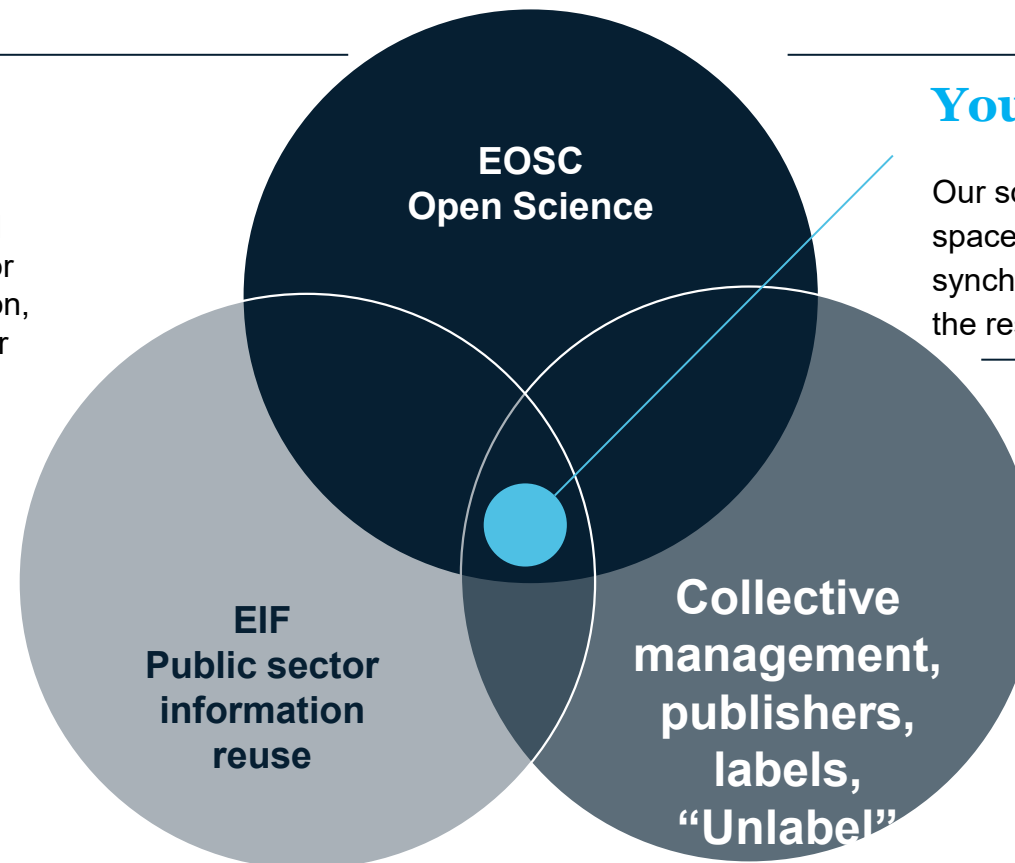 EOSC
Open Science
You
Our so
space
synch
the re
or
on,
r
EIF
Public sector
information
reuse
Collective
management,
publishers,
labels,
“Unlabel”